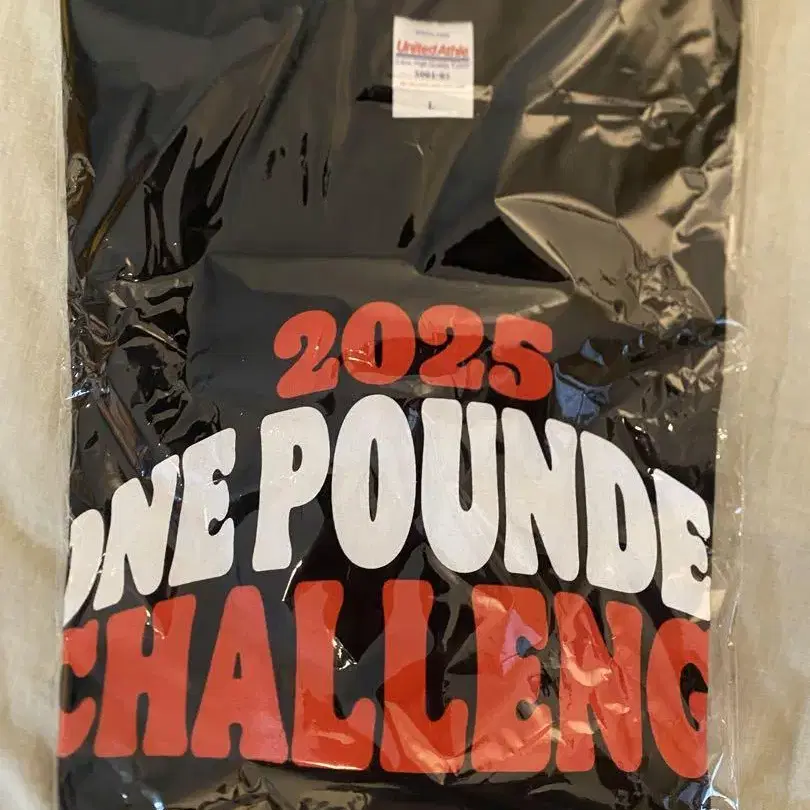 United Athle
5001-01
L
2025
ONE POUNDE
CHALLENG